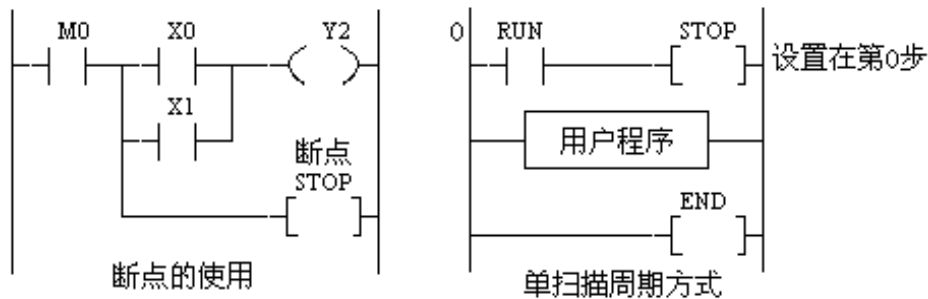 M0 X0 Y2
X1
断点
STOP
断点的使用
0 RUN STOP
设置在第0步
用户程序
END
单扫描周期方式